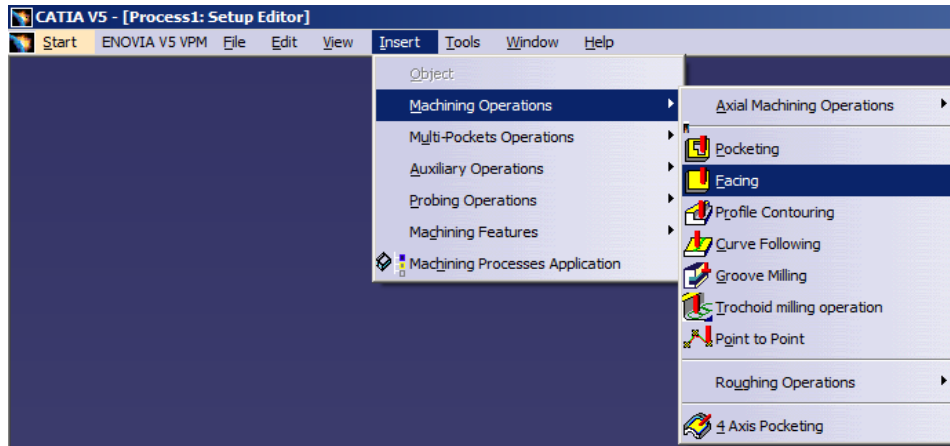 CATIA V5 - [Process1: Setup Editor]
Start ENOVIA V5 VPM File Edit View Insert Tools Window Help
Object
Machining Operations
Multi-Pockets Operations
Auxiliary Operations
Probing Operations
Machining Features
Machining Processes Application
Axial Machining Operations
Pocketing
Facing
Profile Contouring
Curve Following
Groove Milling
Trochoid milling operation
Point to Point
Roughing Operations
4 Axis Pocketing